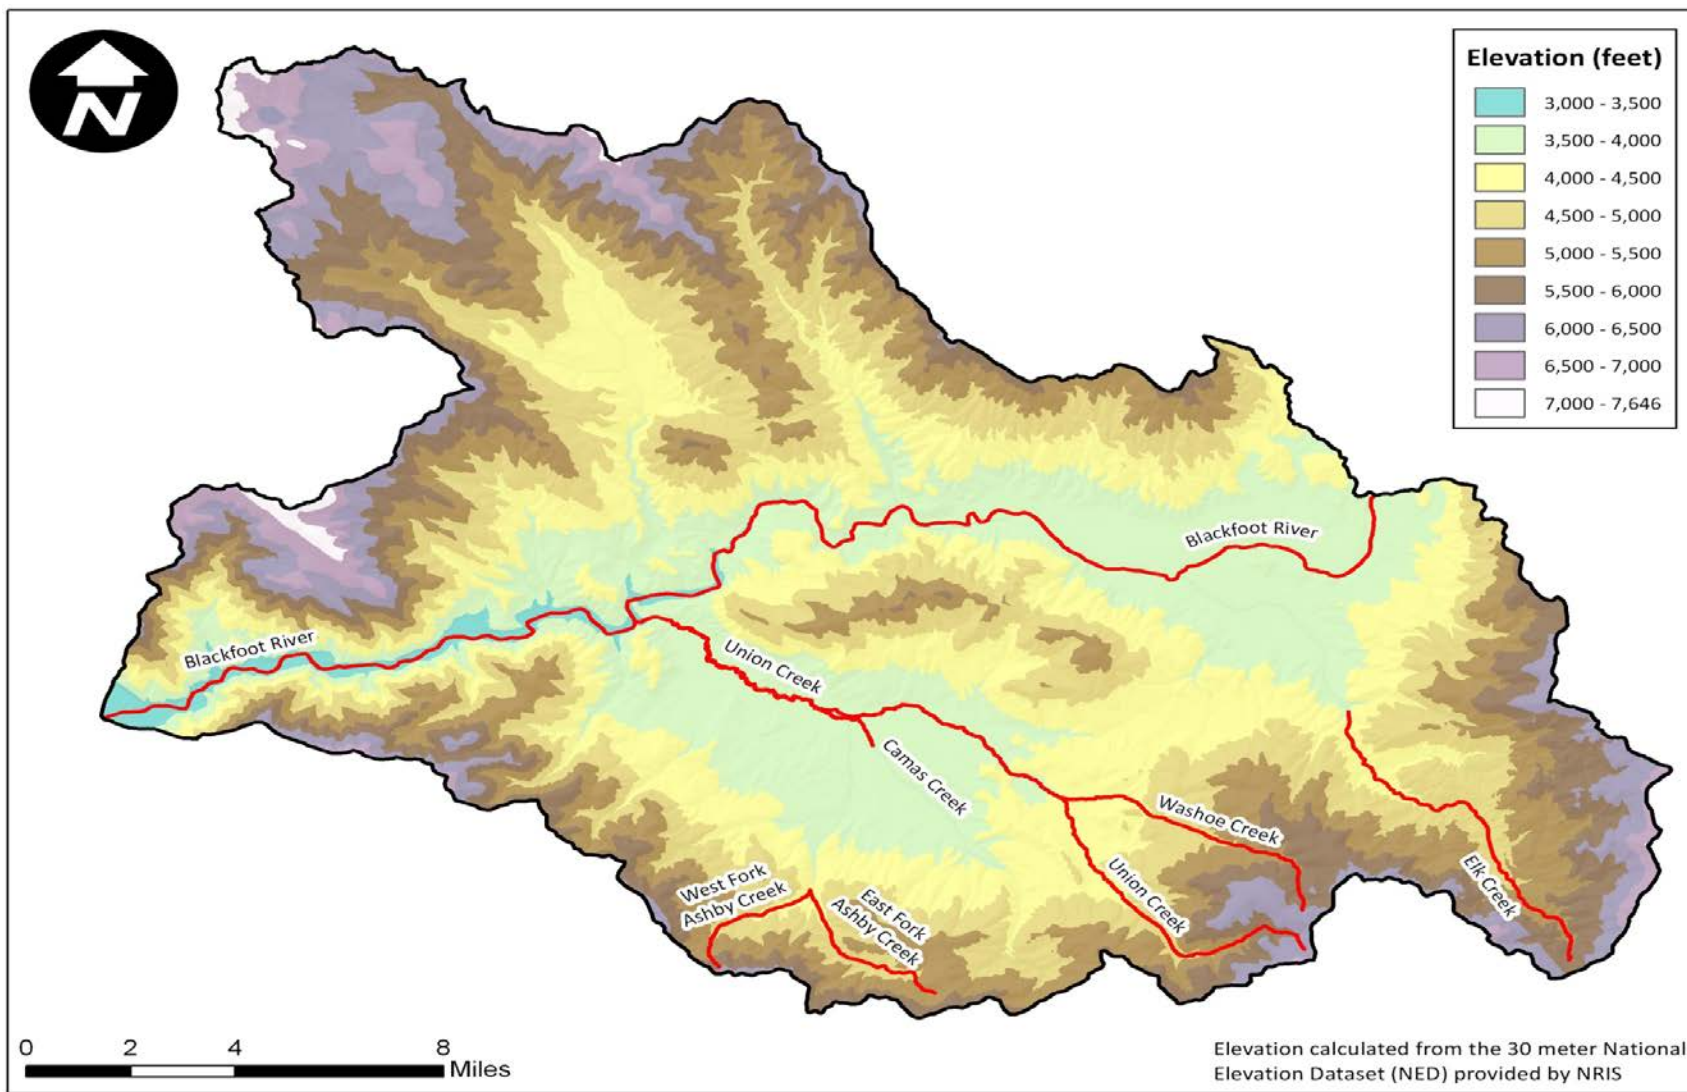 N
Elevation (feet)
3,000 - 3,500
3,500 - 4,000
4,000 - 4,500
4,500 - 5,000
5,000 - 5,500
5,500 - 6,000
6,000 - 6,500
6,500 - 7,000
7,000 - 7,646
Blackfoot River
Blackfoot River
Union Creek
Camas Creek
Washoe Creek
Union Creek
Elk Creek
West Fork
Ashby Creek
East Fork
Ashby Creek
0 2 4 8
Miles
Elevation calculated from the 30 meter National
Elevation Dataset (NED) provided by NRIS